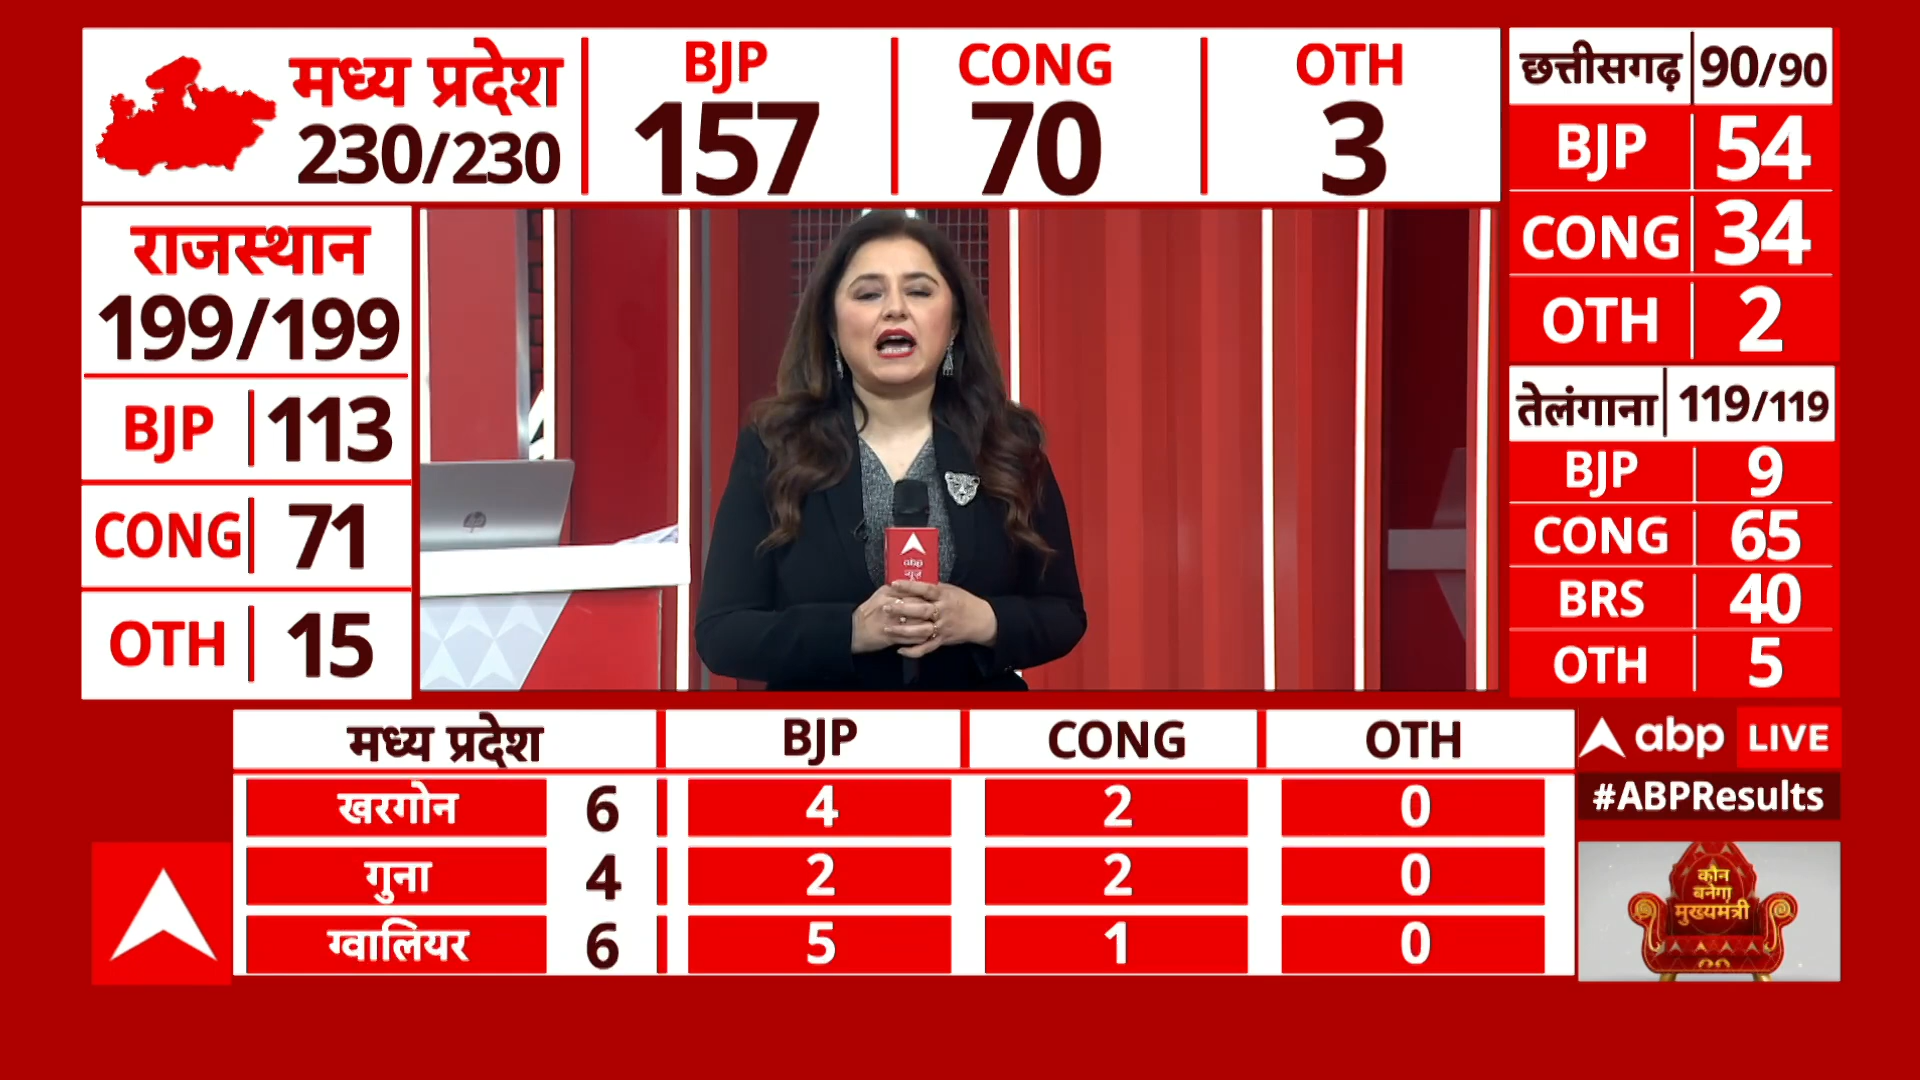 मध्य प्रदेश
230/230
BJP
157
CONG
70
OTH
3
छत्तीसगढ़ 90/90
BJP 54
CONG 34
OTH 2
राजस्थान
199/199
BJP 113
CONG 71
OTH 15
तेलंगाना 119/119
BJP 9
CONG 65
BRS 40
OTH 5
abp
न्यूज़
मध्य प्रदेश BJP CONG OTH
खरगोन 6 4 2 0
गुना 4 2 2 0
ग्वालियर 6 5 1 0
abp LIVE
#ABPResults
कौन
बनेगा
मुख्यमंत्री
hp